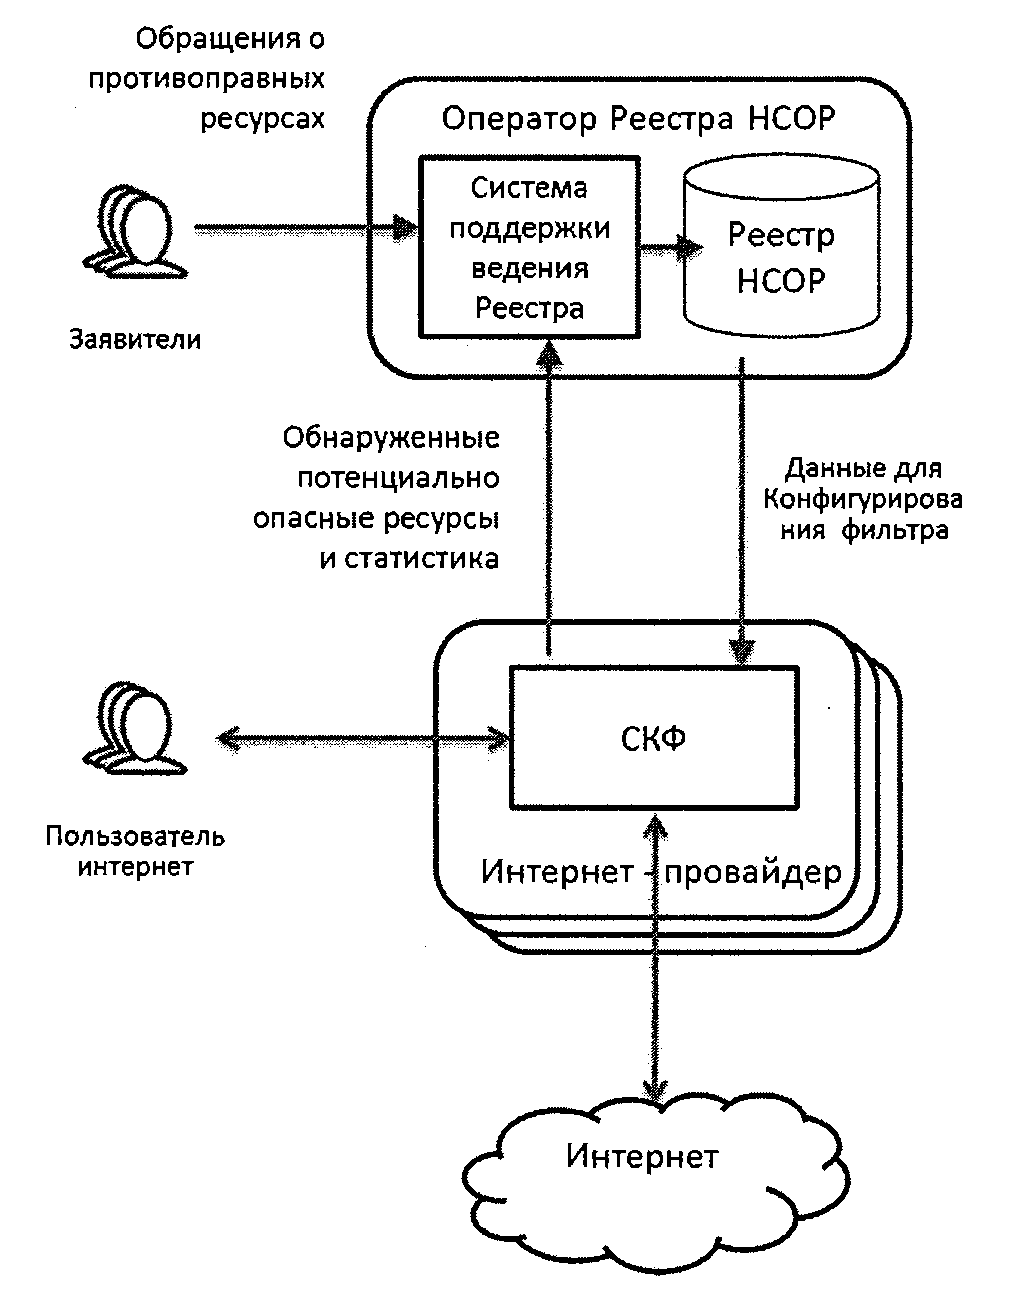 Обращения о
противоправных
ресурсах
Оператор Реестра НСОР
Система
поддержки
ведения
Реестра
Реестр
НСОР
Заявители
Обнаруженные
потенциально
опасные ресурсы
и статистика
Данные для
Конфигурирова
ния фильтра
СКФ
Пользователь
интернет
Интернет - провайдер
Интернет